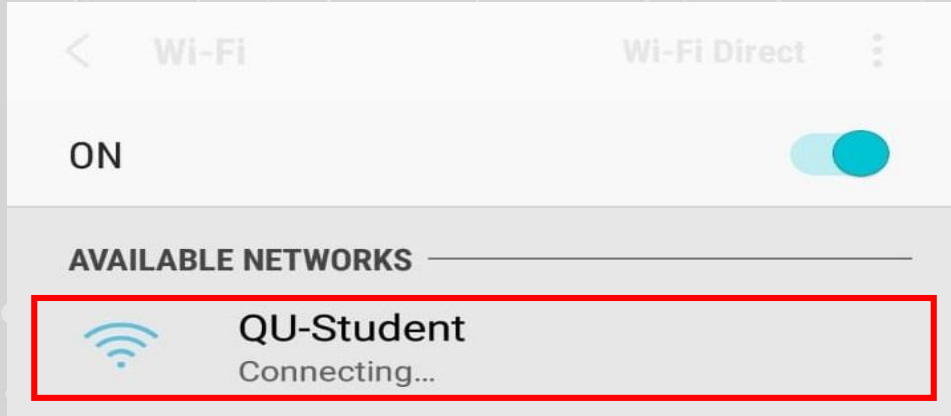 Wi-Fi Wi-Fi Direct
ON
AVAILABLE NETWORKS
QU-Student
Connecting...